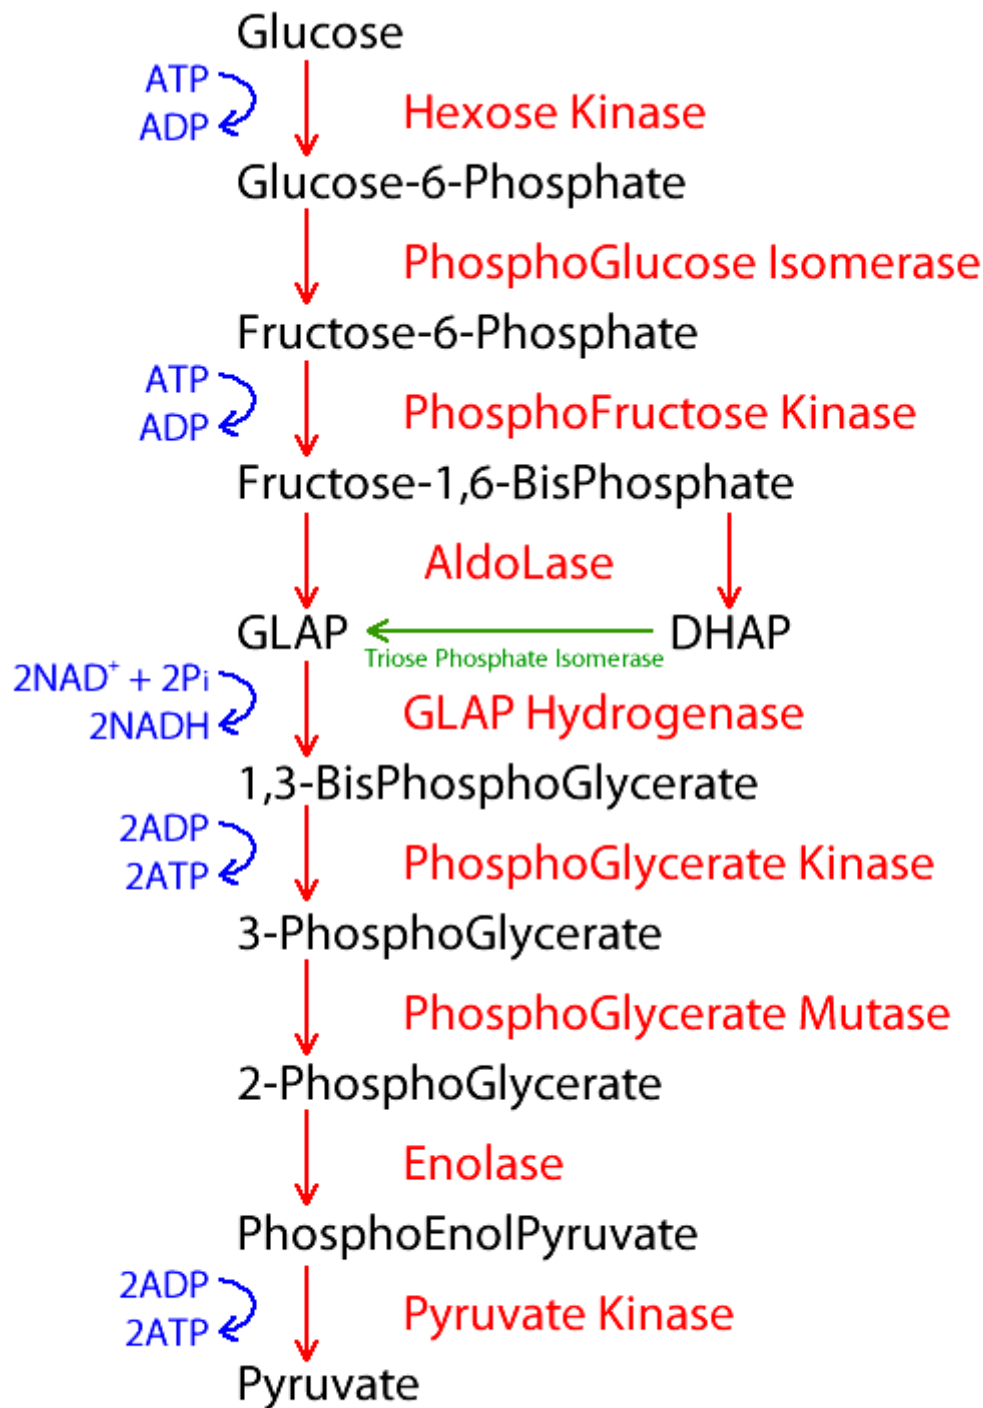 Glucose
ATP
ADP
Hexose Kinase
Glucose-6-Phosphate
PhosphoGlucose Isomerase
Fructose-6-Phosphate
ATP
ADP
PhosphoFructose Kinase
Fructose-1,6-BisPhosphate
AldoLase
GLAP
DHAP
Triose Phosphate Isomerase
2NAD⁺ + 2Pi
2NADH
GLAP Hydrogenase
1,3-BisPhosphoGlycerate
2ADP
2ATP
PhosphoGlycerate Kinase
3-PhosphoGlycerate
PhosphoGlycerate Mutase
2-PhosphoGlycerate
Enolase
PhosphoEnolPyruvate
2ADP
2ATP
Pyruvate Kinase
Pyruvate